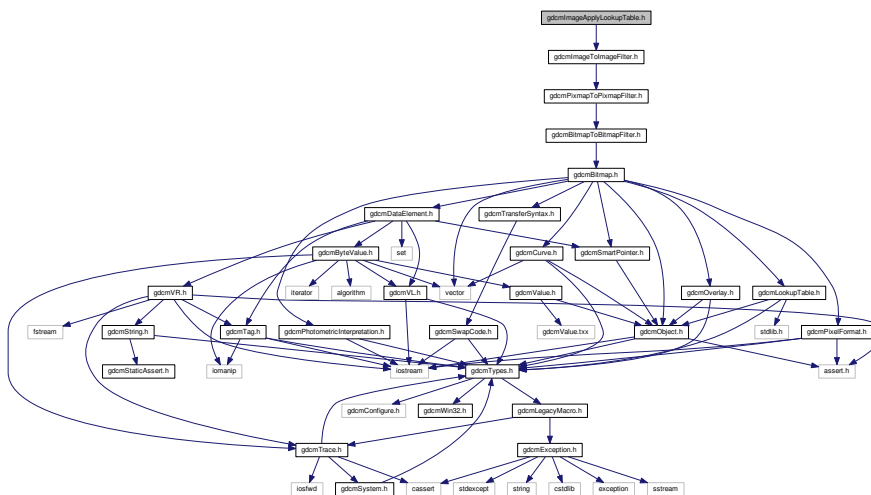 gdcmImageApplyLookupTable.h
gdcmImageToImageFilter.h
gdcmPixmapToPixmapFilter.h
gdcmBitmapToBitmapFilter.h
gdcmBitmap.h
gdcmDataElement.h
gdcmTransferSyntax.h
gdcmByteValue.h
set
gdcmCurve.h
gdcmSmartPointer.h
gdcmVR.h
iterator
algorithm
gdcmVL.h
vector
gdcmValue.h
gdcmOverlay.h
gdcmLookupTable.h
fstream
gdcmString.h
gdcmTag.h
gdcmPhotometricInterpretation.h
gdcmSwapCode.h
gdcmValue.txx
gdcmObject.h
stdlib.h
gdcmPixelFormat.h
gdcmStaticAssert.h
iomanip
iostream
gdcmTypes.h
assert.h
gdcmConfigure.h
gdcmWin32.h
gdcmLegacyMacro.h
gdcmTrace.h
gdcmException.h
iosfwd
gdcmSystem.h
cassert
stdexcept
string
cstdlib
exception
sstream